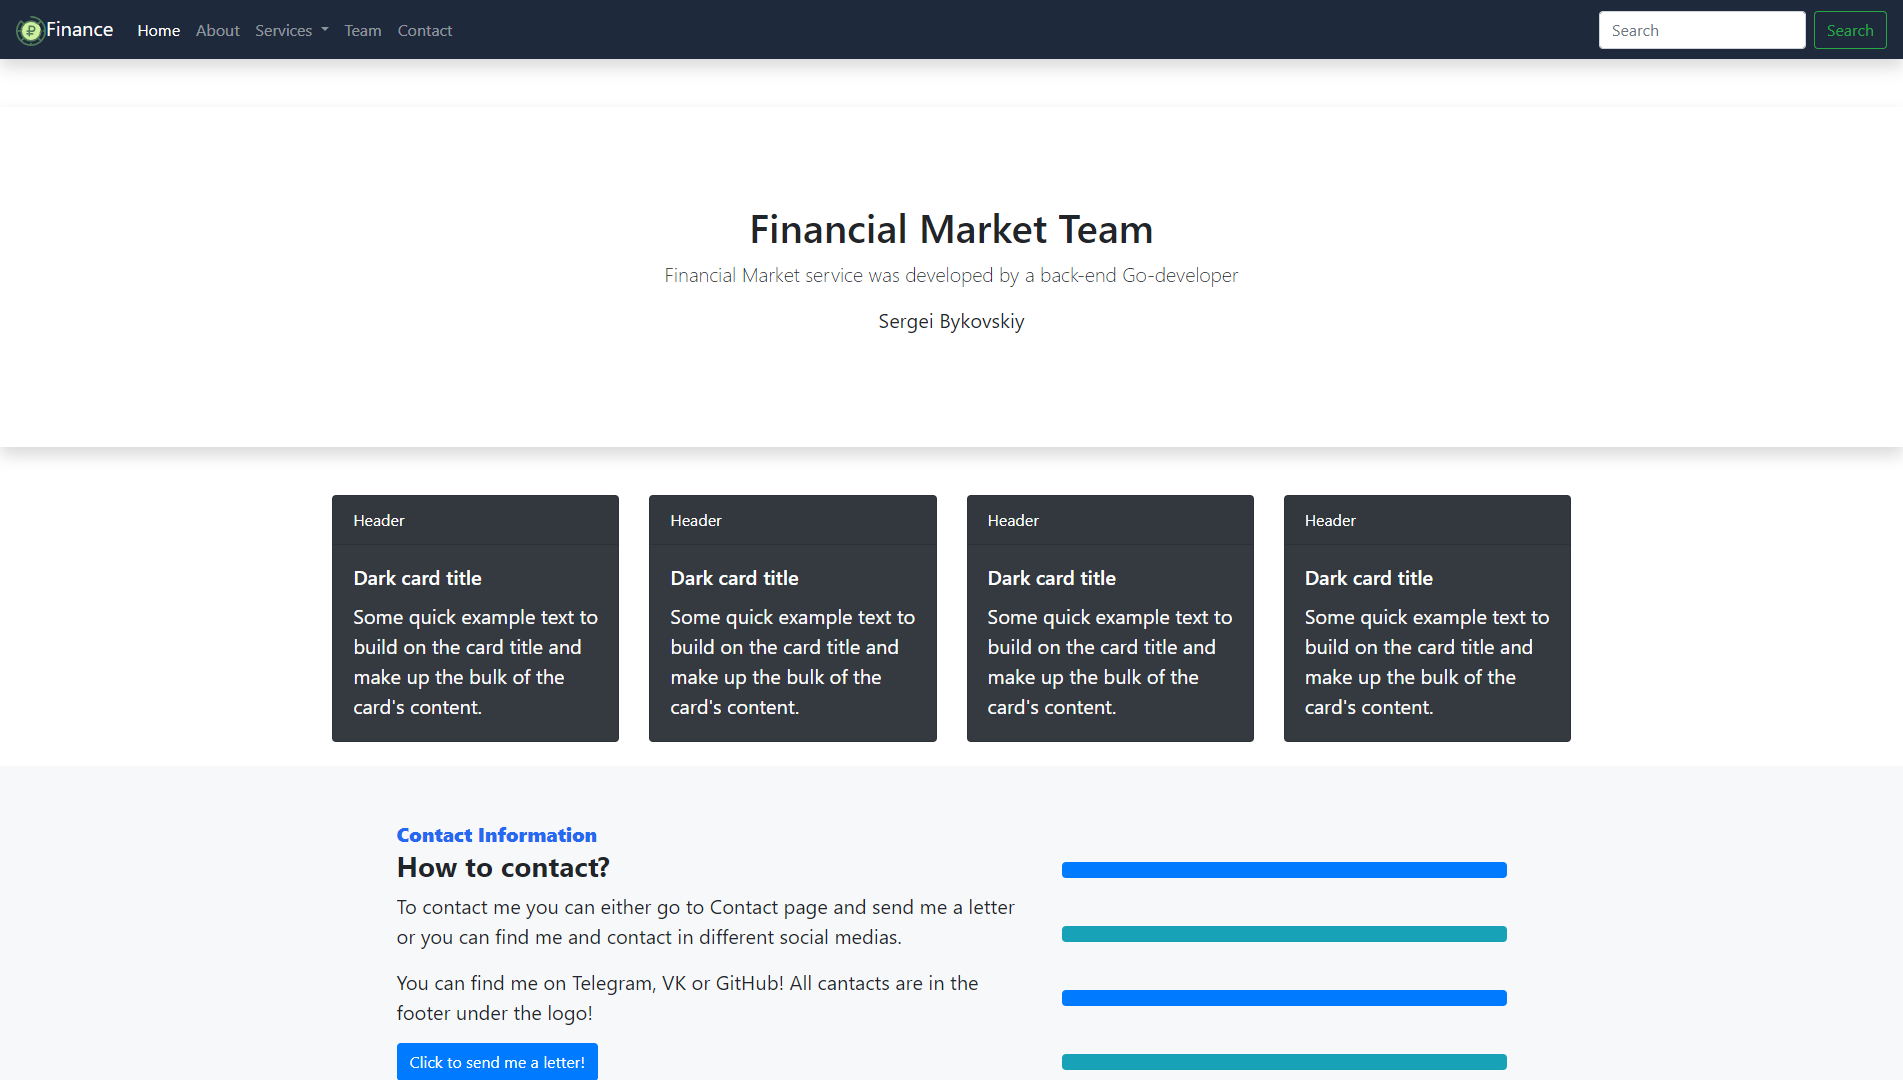 Finance Home About Services Team Contact Search Search
Financial Market Team
Financial Market service was developed by a back-end Go-developer
Sergei Bykovskiy
Header
Dark card title
Some quick example text to
build on the card title and
make up the bulk of the
card's content.
Header
Dark card title
Some quick example text to
build on the card title and
make up the bulk of the
card's content.
Header
Dark card title
Some quick example text to
build on the card title and
make up the bulk of the
card's content.
Header
Dark card title
Some quick example text to
build on the card title and
make up the bulk of the
card's content.
Contact Information
How to contact?
To contact me you can either go to Contact page and send me a letter
or you can find me and contact in different social medias.
You can find me on Telegram, VK or GitHub! All cantacts are in the
footer under the logo!
Click to send me a letter!